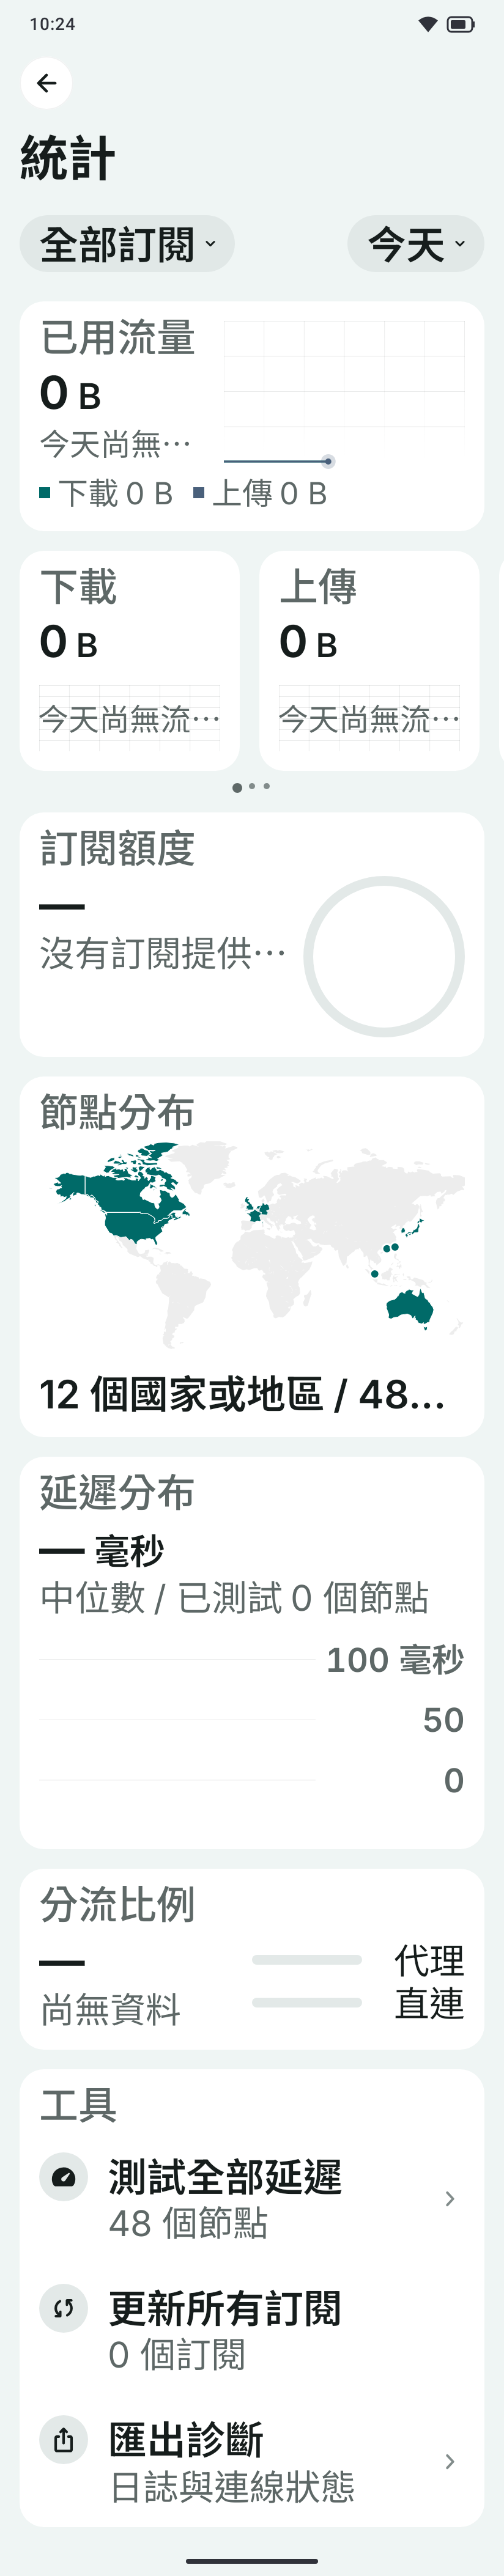 10:24
統計
全部訂閱
今天
已用流量
0 B
今天尚無…
下載 0 B 上傳 0 B
下載
0 B
今天尚無流…
上傳
0 B
今天尚無流…
訂閱額度
—
沒有訂閱提供…
節點分布
12 個國家或地區 / 48…
延遲分布
— 毫秒
中位數 / 已測試 0 個節點
100 毫秒
50
0
分流比例
—
尚無資料
代理
直連
工具
測試全部延遲
48 個節點
更新所有訂閱
0 個訂閱
匯出診斷
日誌與連線狀態